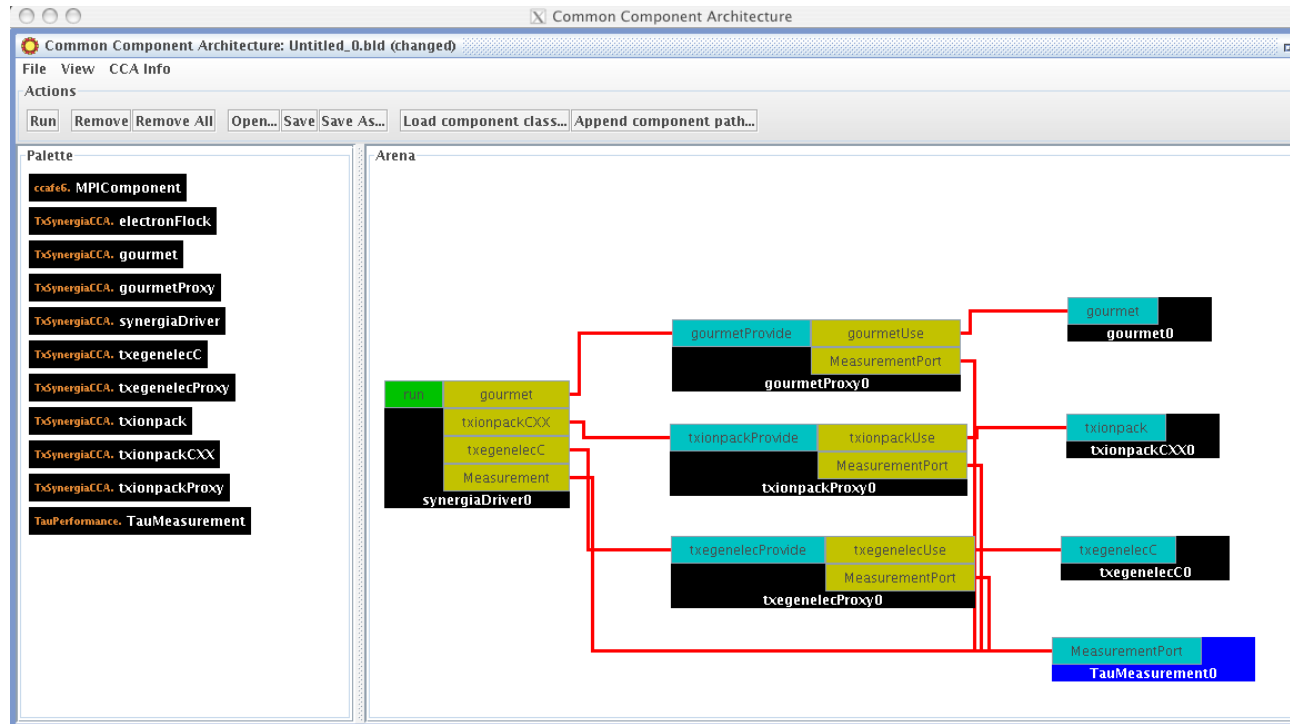 Common Component Architecture
Common Component Architecture: Untitled_0.bld (changed)
File View CCA Info
Actions
Run Remove Remove All Open... Save Save As... Load component class... Append component path...
Palette
ccafe6. MPIComponent
TxSynergiaCCA. electronFlock
TxSynergiaCCA. gourmet
TxSynergiaCCA. gourmetProxy
TxSynergiaCCA. synergiaDriver
TxSynergiaCCA. txegenelecC
TxSynergiaCCA. txegenelecProxy
TxSynergiaCCA. txionpack
TxSynergiaCCA. txionpackCXX
TxSynergiaCCA. txionpackProxy
TauPerformance. TauMeasurement
Arena
run gourmet
txionpackCXX
txegenelecC
Measurement
synergiaDriver0
gourmetProvide gourmetUse
MeasurementPort
gourmetProxy0
txionpackProvide txionpackUse
MeasurementPort
txionpackProxy0
txegenelecProvide txegenelecUse
MeasurementPort
txegenelecProxy0
gourmet
gourmet0
txionpack
txionpackCXX0
txegenelecC
txegenelecC0
MeasurementPort
TauMeasurement0